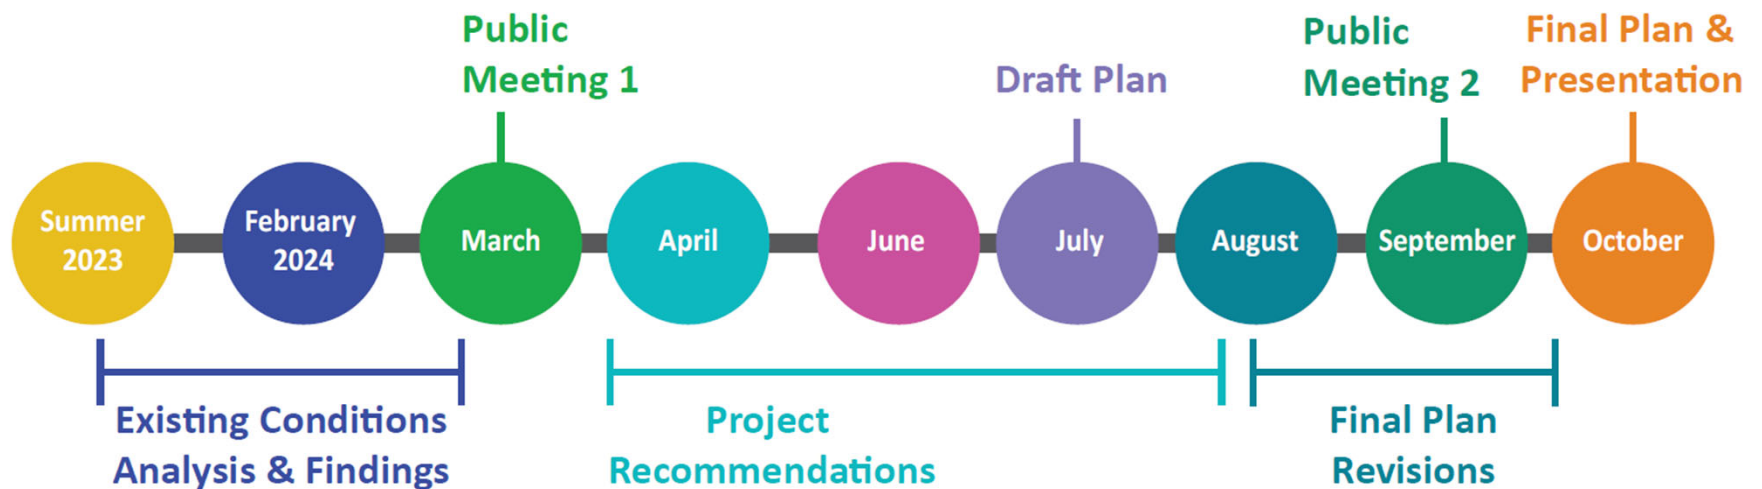 Public
Meeting 1
Draft Plan
Public
Meeting 2
Final Plan &
Presentation
Summer
2023
February
2024
March
April
June
July
August
September
October
Existing Conditions
Analysis & Findings
Project
Recommendations
Final Plan
Revisions